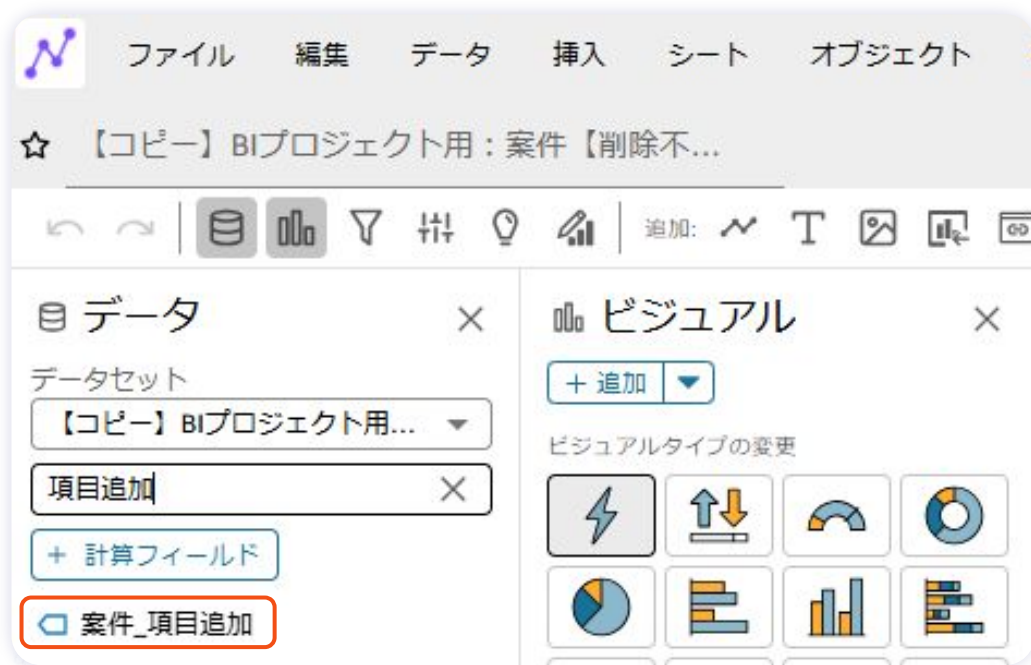 ファイル 編集 データ 挿入 シート オブジェクト
【コピー】BIプロジェクト用：案件【削除不...
追加:
データ
データセット
【コピー】BIプロジェクト用...
項目追加
+ 計算フィールド
案件_項目追加
ビジュアル
+ 追加
ビジュアルタイプの変更